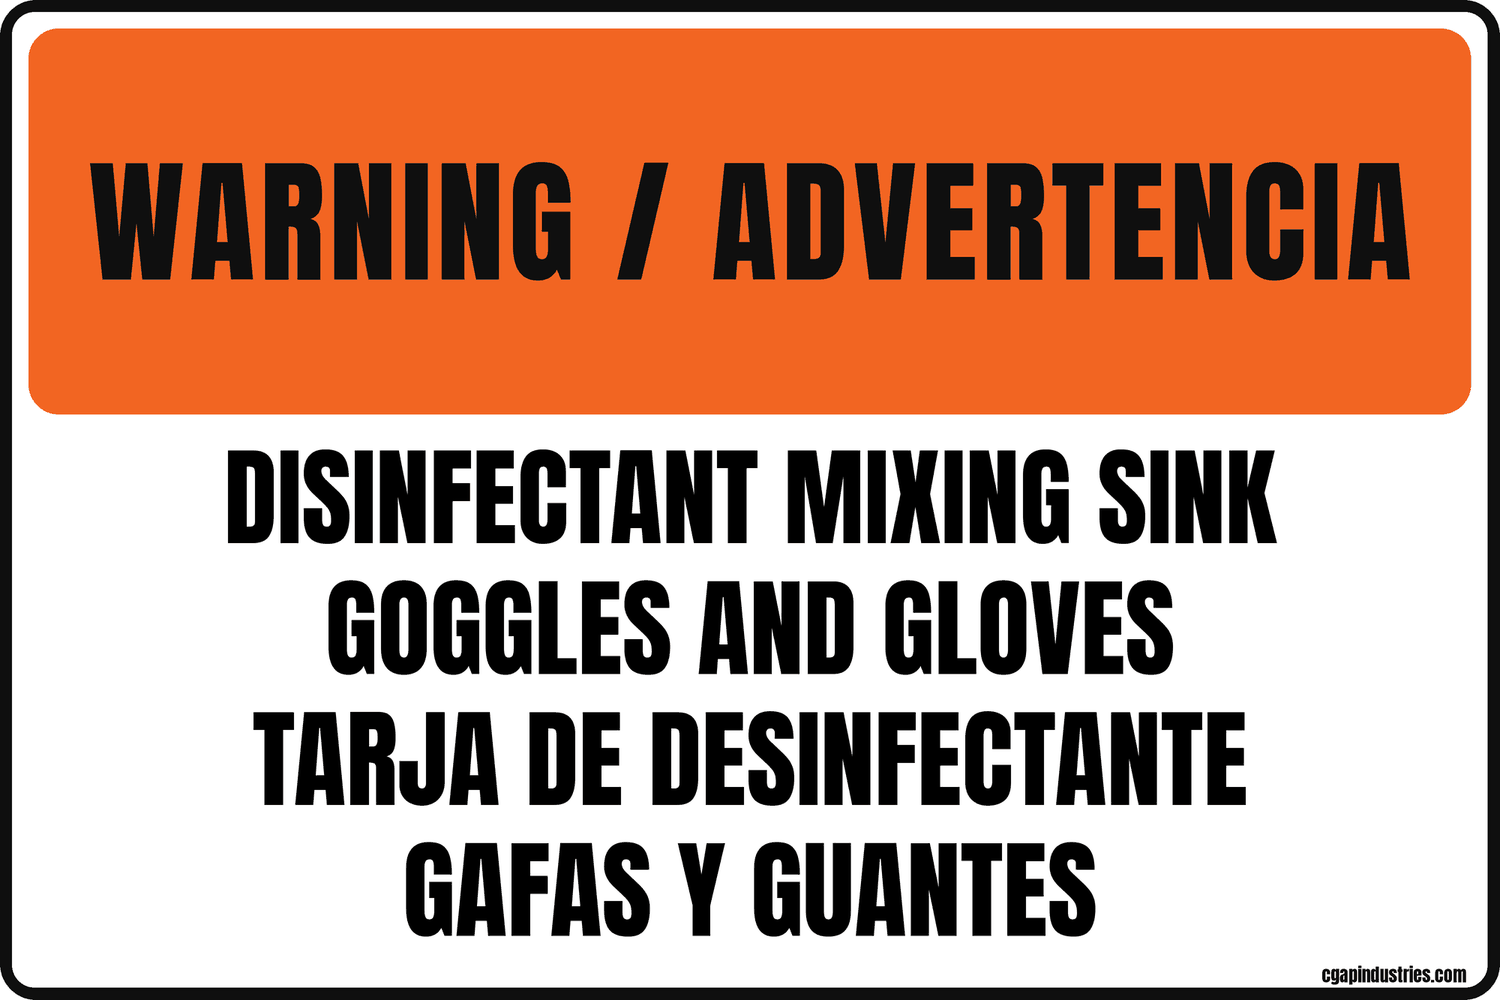 WARNING / ADVERTENCIA
DISINFECTANT MIXING SINK
GOGGLES AND GLOVES
TARJA DE DESINFECTANTE
GAFAS Y GUANTES
cgapindustries.com